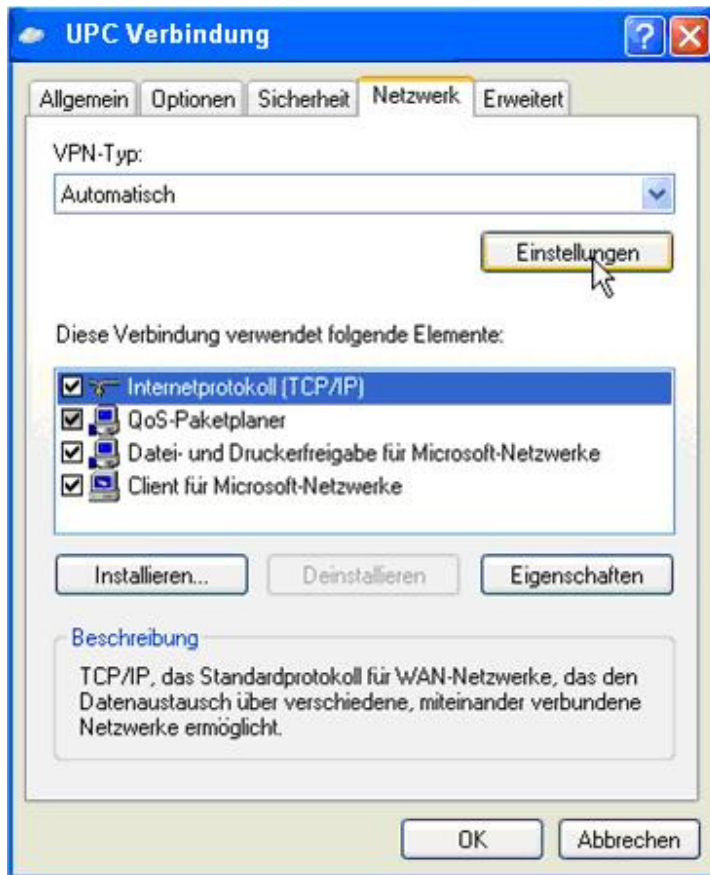 UPC Verbindung
Allgemein Optionen Sicherheit Netzwerk Erweitert
VPN-Typ:
Automatisch
Einstellungen
Diese Verbindung verwendet folgende Elemente:
Internetprotokoll (TCP/IP)
QoS-Paketplaner
Datei- und Druckerfreigabe für Microsoft-Netzwerke
Client für Microsoft-Netzwerke
Installieren... Deinstallieren Eigenschaften
Beschreibung
TCP/IP, das Standardprotokoll für WAN-Netzwerke, das den
Datenaustausch über verschiedene, miteinander verbundene
Netzwerke ermöglicht.
OK Abbrechen